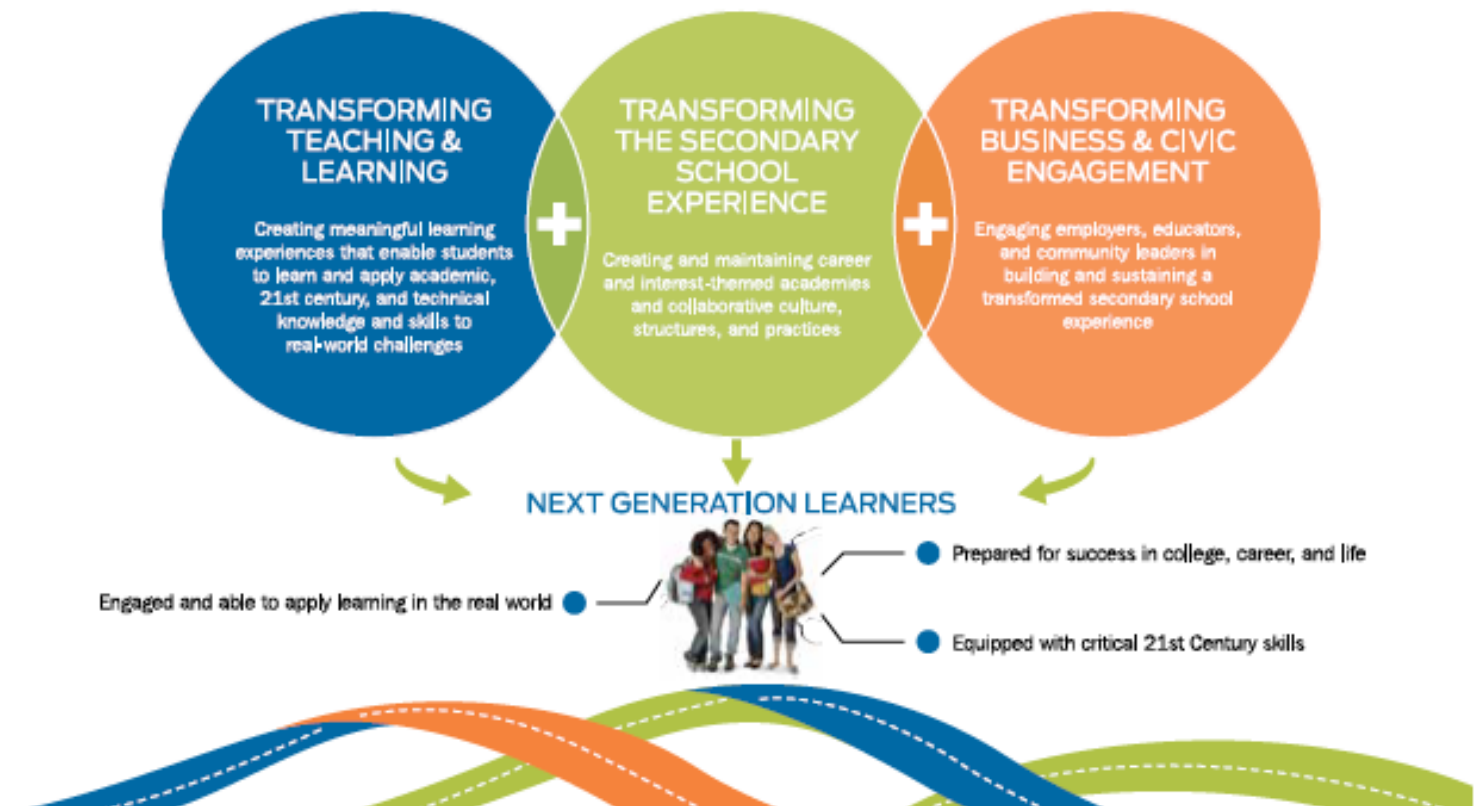 TRANSFORMING
TEACHING &
LEARNING
Creating meaningful learning
experiences that enable students
to learn and apply academic,
21st century, and technical
knowledge and skills to
real-world challenges
+
TRANSFORMING
THE SECONDARY
SCHOOL
EXPERIENCE
Creating and maintaining career
and interest-themed academies
and collaborative culture,
structures, and practices
+
TRANSFORMING
BUSINESS & CIVIC
ENGAGEMENT
Engaging employers, educators,
and community leaders in
building and sustaining a
transformed secondary school
experience
NEXT GENERATION LEARNERS
Engaged and able to apply learning in the real world
Prepared for success in college, career, and life
Equipped with critical 21st Century skills